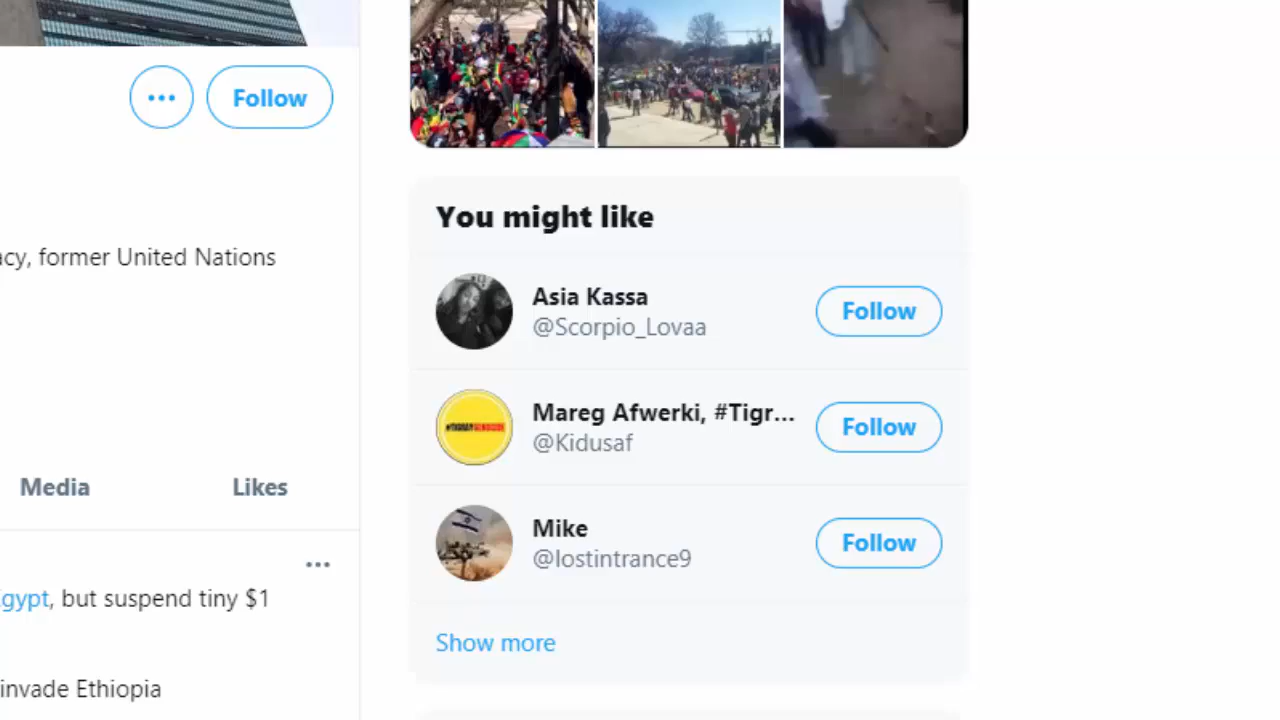 Follow
acy, former United Nations
Media
Likes
gypt, but suspend tiny $1
invade Ethiopia
You might like
Asia Kassa
@Scorpio_Lovaa
Follow
#TIGRAYGENOCIDE
Mareg Afwerki, #Tigr...
@Kidusaf
Follow
Mike
@lostintrance9
Follow
Show more